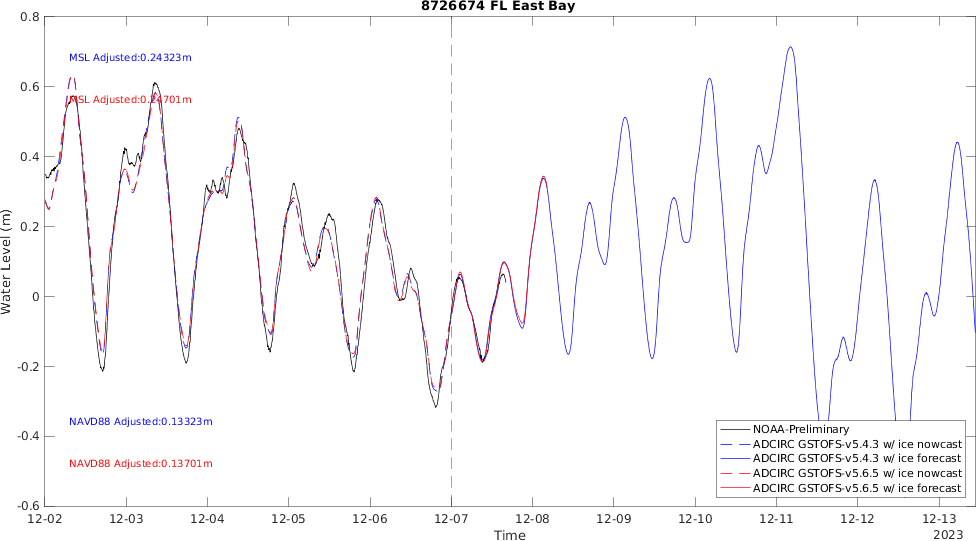 8726674 FL East Bay
0.8
0.6
0.4
0.2
0
-0.2
-0.4
-0.6
Water Level (m)
MSL Adjusted:0.24323m
MSL Adjusted:0.24701m
NAVD88 Adjusted:0.13323m
NAVD88 Adjusted:0.13701m
NOAA-Preliminary
ADCIRC GSTOFS-v5.4.3 w/ ice nowcast
ADCIRC GSTOFS-v5.4.3 w/ ice forecast
ADCIRC GSTOFS-v5.6.5 w/ ice nowcast
ADCIRC GSTOFS-v5.6.5 w/ ice forecast
12-02 12-03 12-04 12-05 12-06 12-07 12-08 12-09 12-10 12-11 12-12 12-13
Time
2023